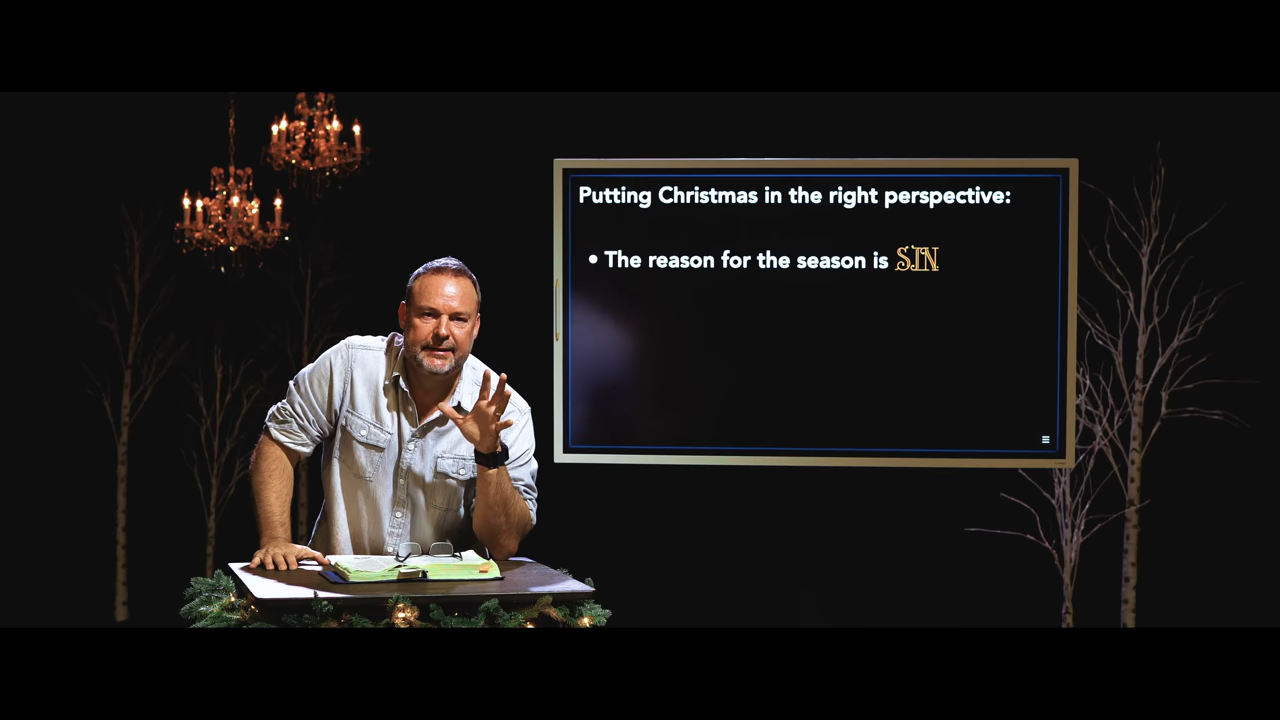 Putting Christmas in the right perspective:
• The reason for the season is SIN